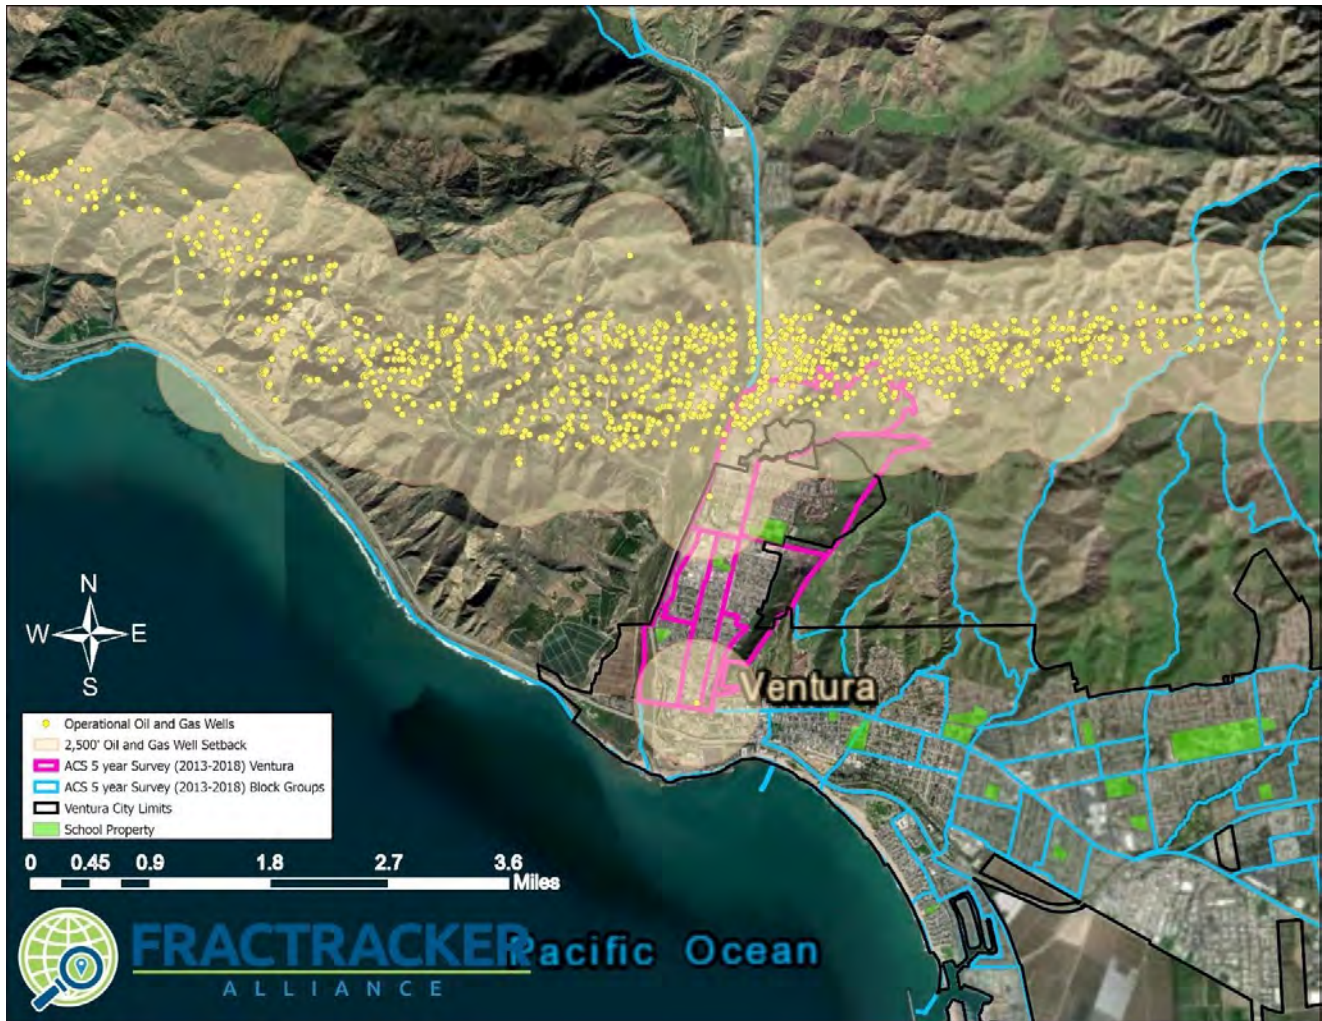 N
W E
S
Ventura
Operational Oil and Gas Wells
2,500' Oil and Gas Well Setback
ACS 5 year Survey (2013-2018) Ventura
ACS 5 year Survey (2013-2018) Block Groups
Ventura City Limits
School Property
0 0.45 0.9 1.8 2.7 3.6
Miles
FRACTRACKER
ALLIANCE
Pacific Ocean